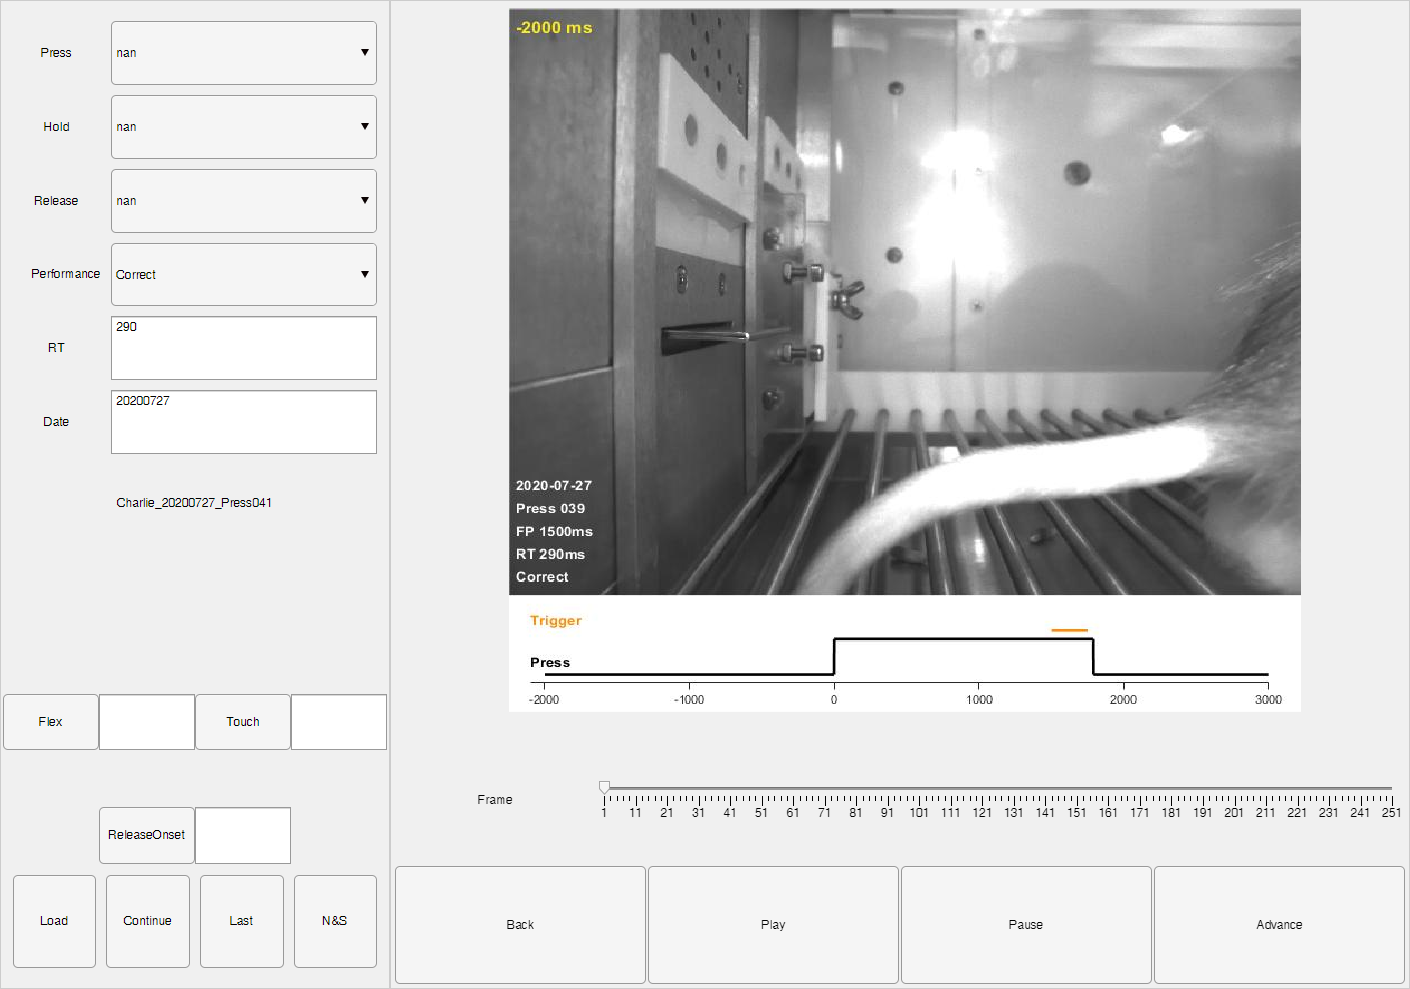 Press
nan
Hold
nan
Release
nan
Performance
Correct
RT
290
Date
20200727
Charlie_20200727_Press041
Flex
Touch
ReleaseOnset
Load
Continue
Last
N&S
-2000 ms
2020-07-27
Press 039
FP 1500ms
RT 290ms
Correct
Trigger
Press
-2000 -1000 0 1000 2000 3000
Frame
1 11 21 31 41 51 61 71 81 91 101 111 121 131 141 151 161 171 181 191 201 211 221 231 241 251
Back
Play
Pause
Advance